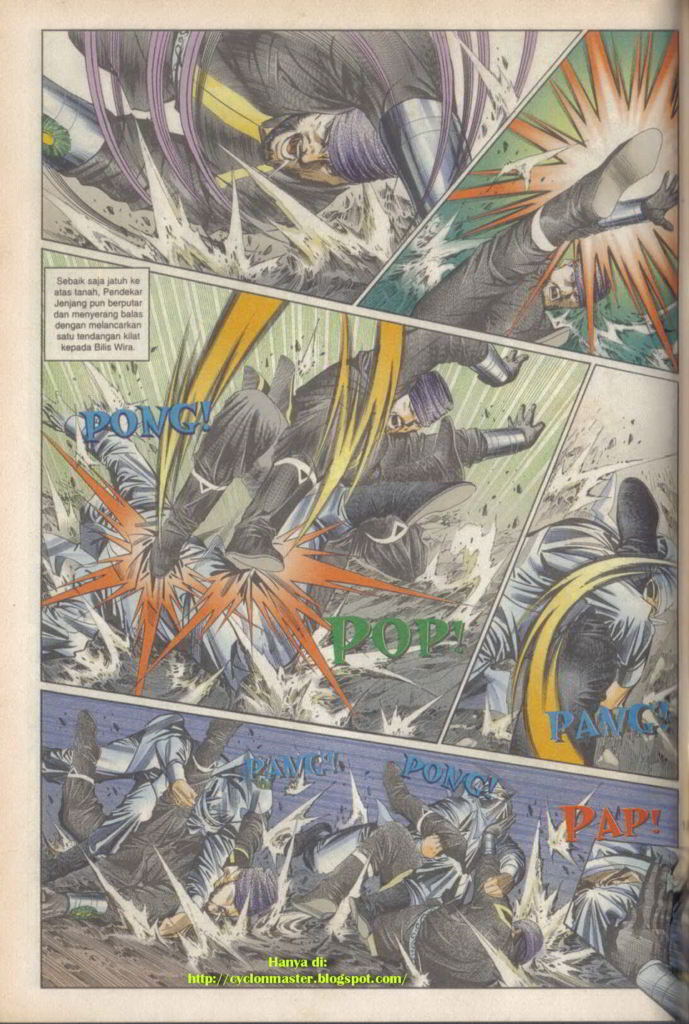 Sebaik saja jatuh ke
atas tanah, Pendekar
Jenjang pun berputar
dan menyerang balas
dengan melancarkan
satu tendangan kilat
kepada Bilis Wira.
PONG!
POP!
PANG!
PANG!
PONG!
PAP!
Hanya di:
http://cyclonmaster.blogspot.com/